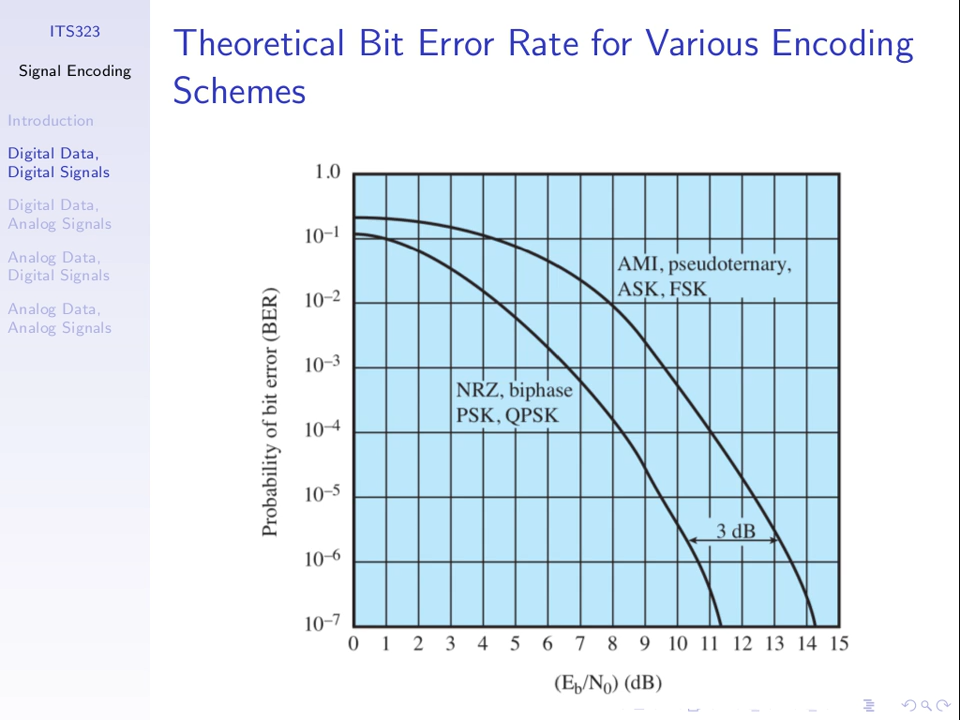 ITS323
Signal Encoding
Introduction
Digital Data,
Digital Signals
Digital Data,
Analog Signals
Analog Data,
Digital Signals
Analog Data,
Analog Signals
Theoretical Bit Error Rate for Various Encoding
Schemes
1.0
10⁻¹
10⁻²
10⁻³
10⁻⁴
10⁻⁵
10⁻⁶
10⁻⁷
Probability of bit error (BER)
AMI, pseudoternary,
ASK, FSK
NRZ, biphase
PSK, QPSK
3 dB
0 1 2 3 4 5 6 7 8 9 10 11 12 13 14 15
(E_b/N_0) (dB)